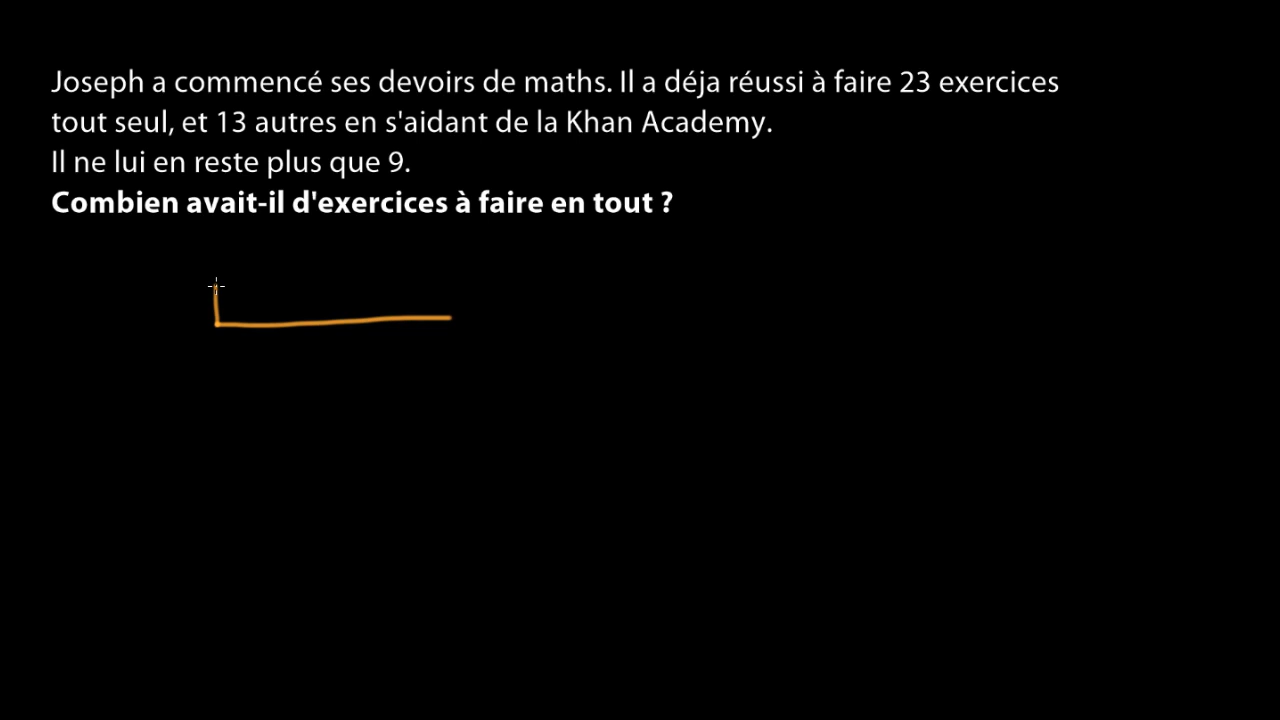 Joseph a commencé ses devoirs de maths. Il a déja réussi à faire 23 exercices
tout seul, et 13 autres en s'aidant de la Khan Academy.
Il ne lui en reste plus que 9.
Combien avait-il d'exercices à faire en tout ?